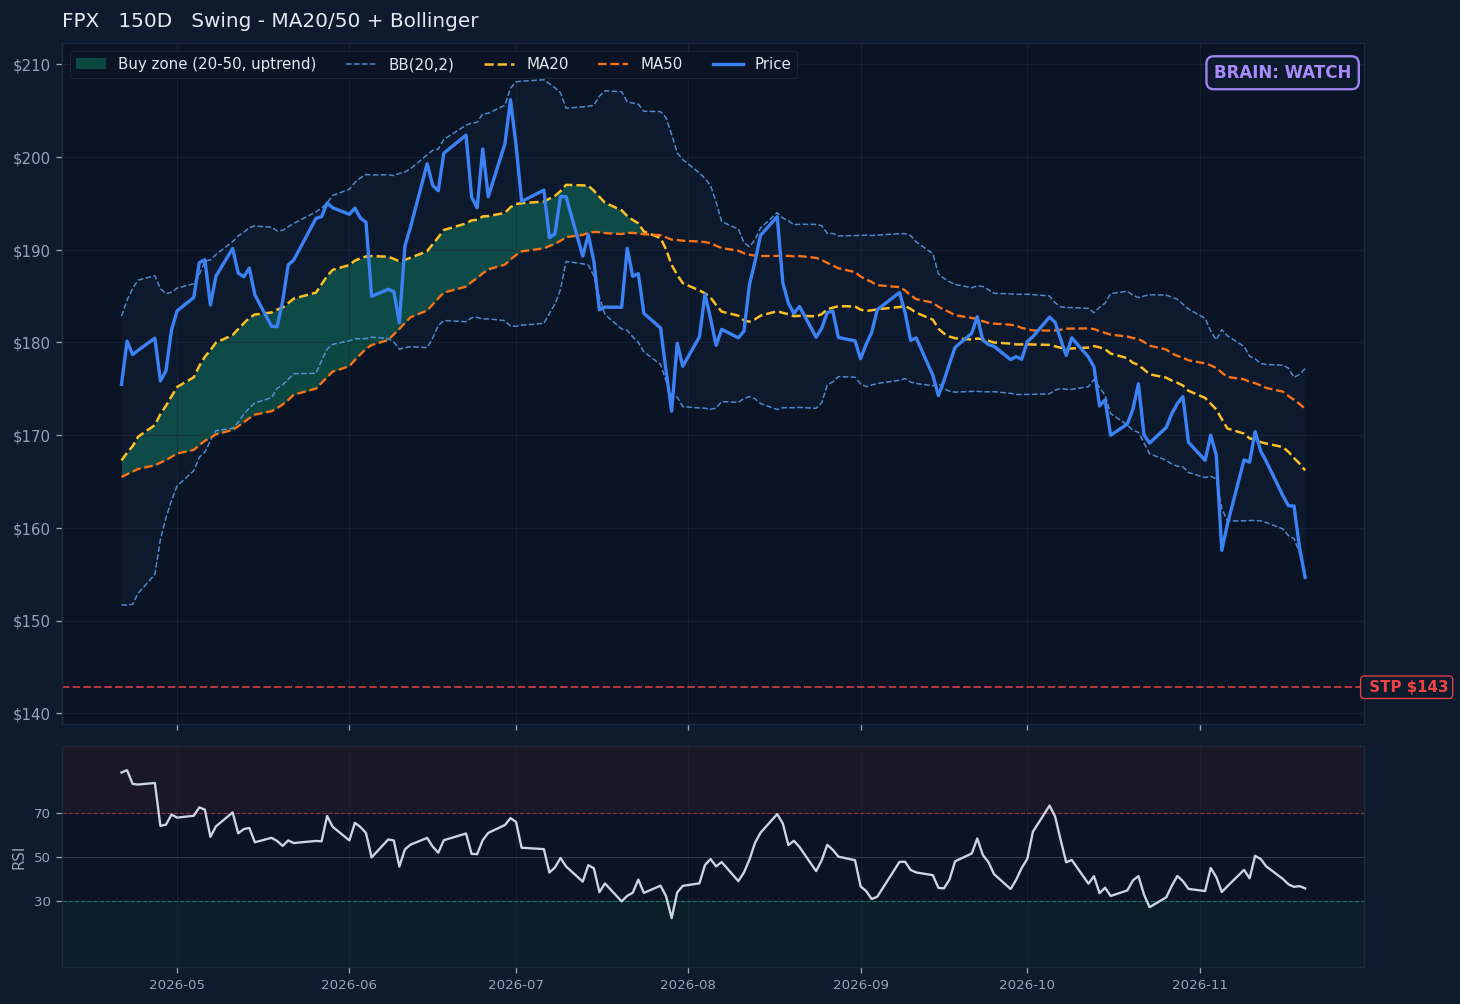 FPX   150D   Swing - MA20/50 + Bollinger
Buy zone (20-50, uptrend)   BB(20,2)   MA20   MA50   Price
BRAIN: WATCH
$210
$200
$190
$180
$170
$160
$150
$140
STP $143
RSI
70
50
30
2026-05   2026-06   2026-07   2026-08   2026-09   2026-10   2026-11